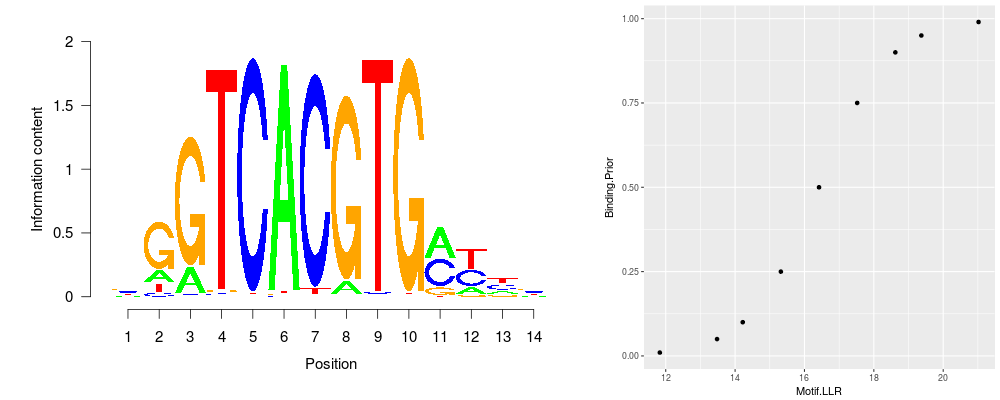 Information content
2
1.5
1
0.5
0
G A T
G A
T
C
A
C
G A
T
G
A C G
T C A
T C A
1 2 3 4 5 6 7 8 9 10 11 12 13 14
Position
Binding.Prior
1.00
0.75
0.50
0.25
0.00
12 14 16 18 20
Motif.LLR